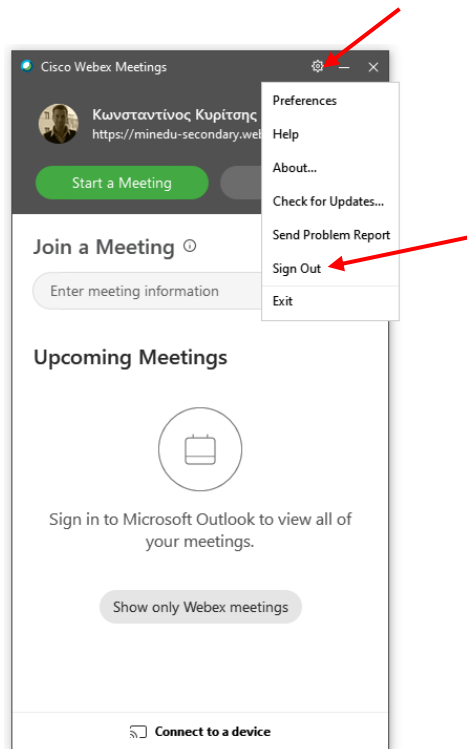 Cisco Webex Meetings
Κωνσταντίνος Κυρίτσης
https://minedu-secondary.web
Start a Meeting
Preferences
Help
About...
Check for Updates...
Send Problem Report
Sign Out
Exit
Join a Meeting
Enter meeting information
Upcoming Meetings
Sign in to Microsoft Outlook to view all of
your meetings.
Show only Webex meetings
Connect to a device